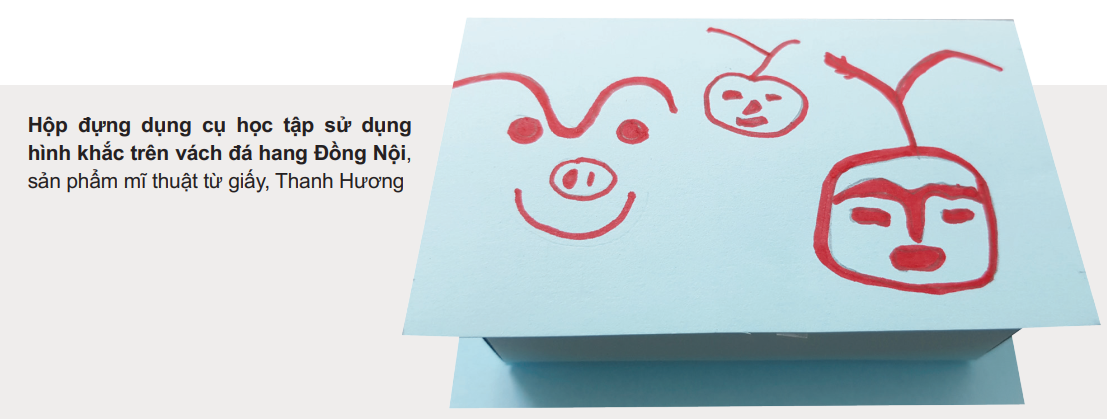 Hộp đựng dụng cụ học tập sử dụng
hình khắc trên vách đá hang Đồng Nội,
sản phẩm mĩ thuật từ giấy, Thanh Hương